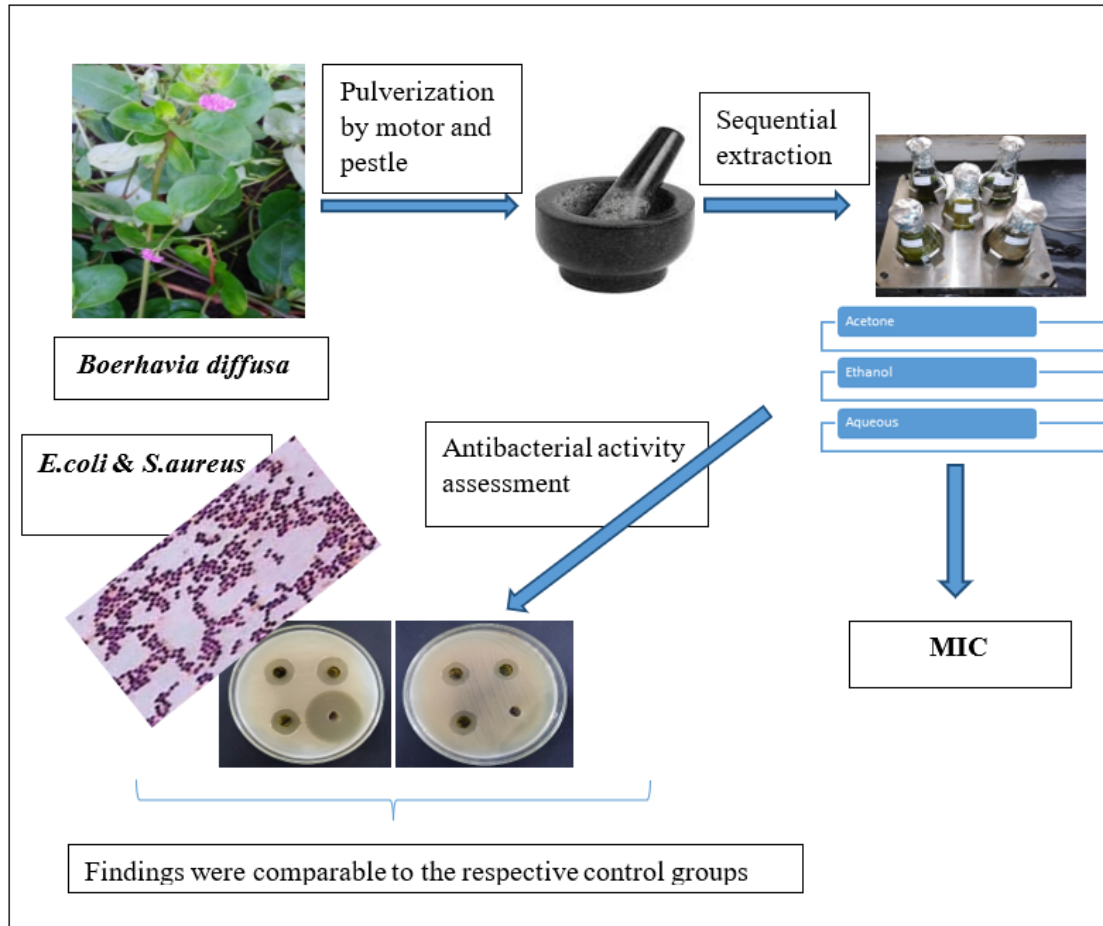 Pulverization
by motor and
pestle
Sequential
extraction
Boerhavia diffusa
Acetone
Ethanol
Aqueous
E.coli & S.aureus
Antibacterial activity
assessment
MIC
Findings were comparable to the respective control groups